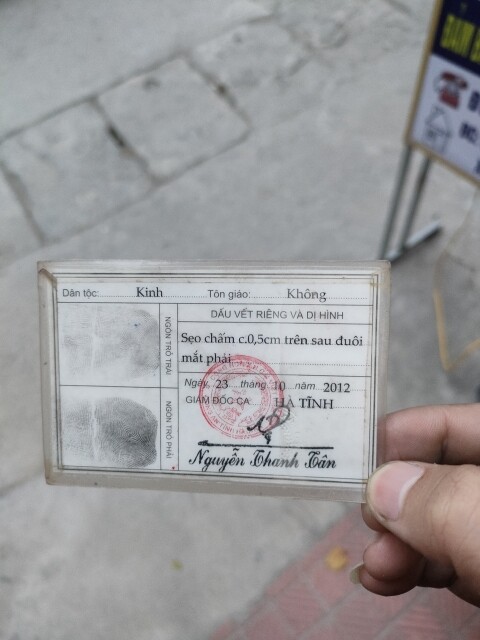 Dân tộc: Kinh Tôn giáo: Không
DẤU VẾT RIÊNG VÀ DỊ HÌNH
NGÓN TRỎ TRÁI
Sẹo chấm c.0,5cm trên sau đuôi
mắt phải
Ngày 23 tháng 10 năm 2012
GIÁM ĐỐC CA HÀ TĨNH
NGÓN TRỎ PHẢI
Nguyễn Thanh Tân